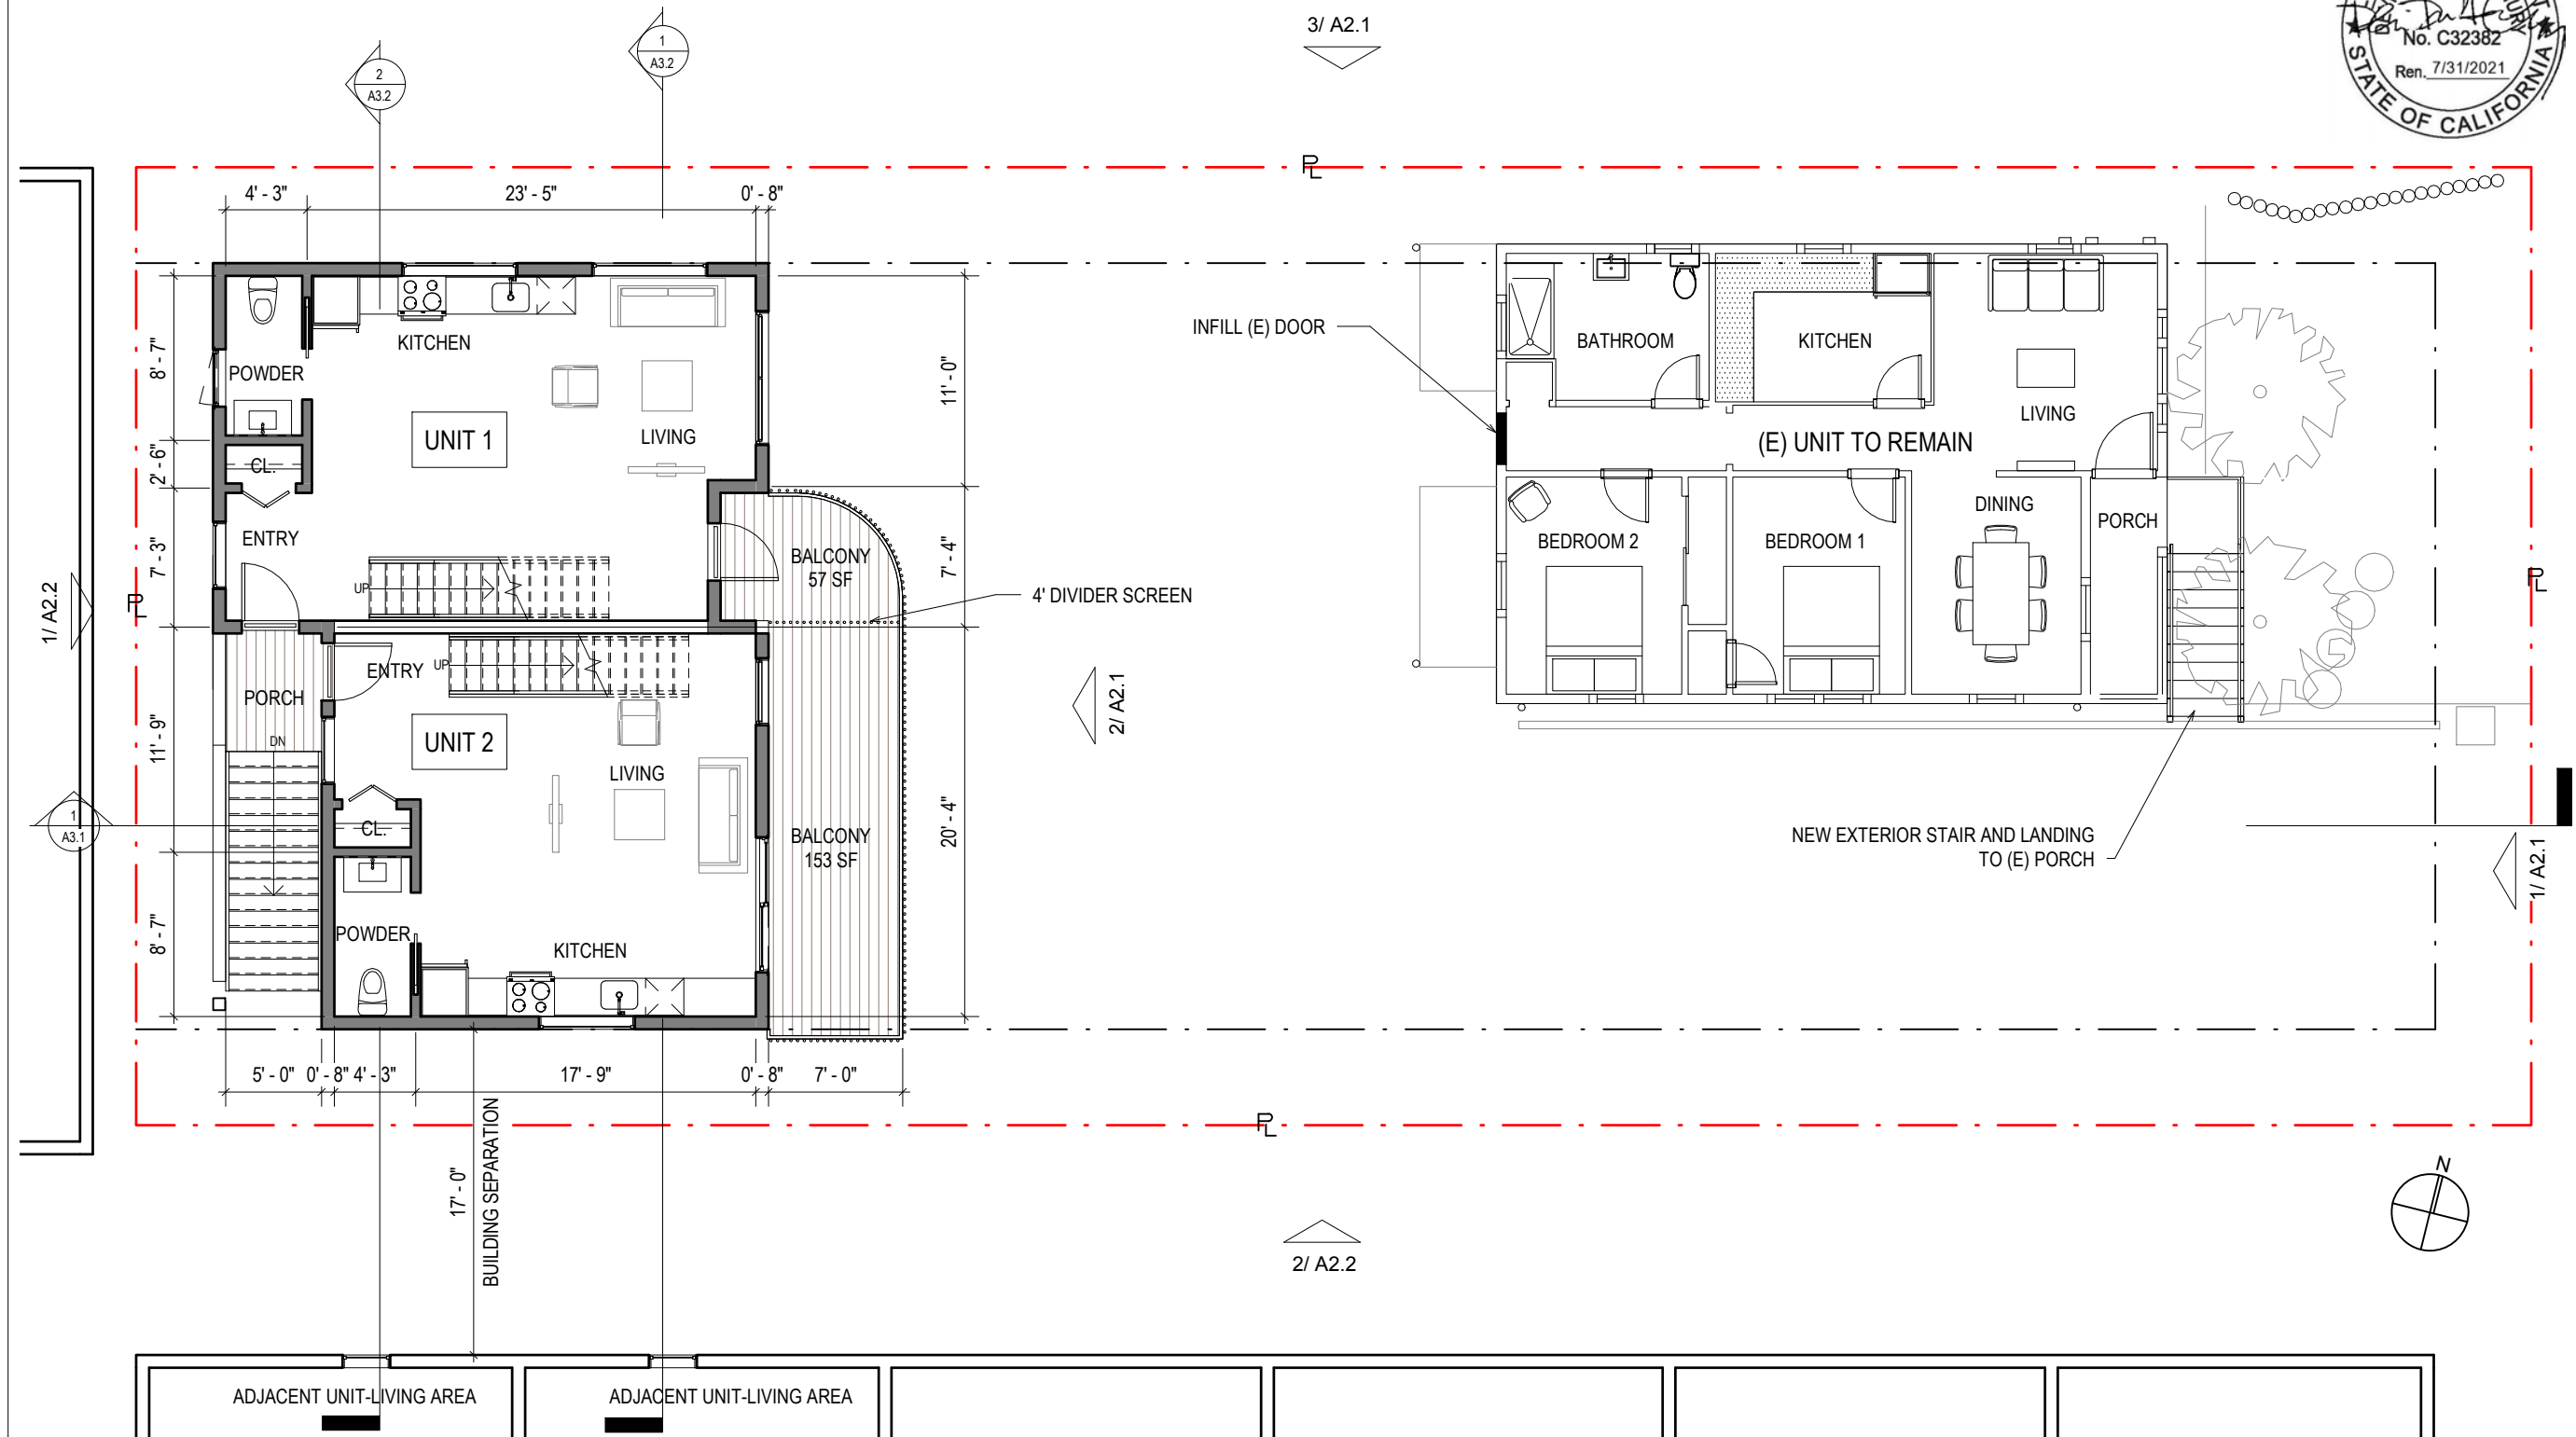 3/ A2.1
No. C32382
Ren. 7/31/2021
STATE OF CALIFORNIA
2
A3.2
1
A3.2
PL
4' - 3"
23' - 5"
0' - 8"
8' - 7"
2' - 6"
7' - 3"
11' - 9"
8' - 7"
KITCHEN
POWDER
UNIT 1
LIVING
CL.
ENTRY
UP
11' - 0"
7' - 4"
20' - 4"
BALCONY
57 SF
4' DIVIDER SCREEN
ENTRY
UP
PORCH
DN
UNIT 2
LIVING
CL.
BALCONY
153 SF
POWDER
KITCHEN
1/ A2.2
PL
1
A3.1
2/ A2.1
INFILL (E) DOOR
BATHROOM
KITCHEN
LIVING
(E) UNIT TO REMAIN
DINING
PORCH
BEDROOM 2
BEDROOM 1
PL
NEW EXTERIOR STAIR AND LANDING
TO (E) PORCH
1/ A2.1
5' - 0"
0' - 8"
4' - 3"
17' - 9"
0' - 8"
7' - 0"
PL
17' - 0"
BUILDING SEPARATION
N
2/ A2.2
ADJACENT UNIT-LIVING AREA
ADJACENT UNIT-LIVING AREA